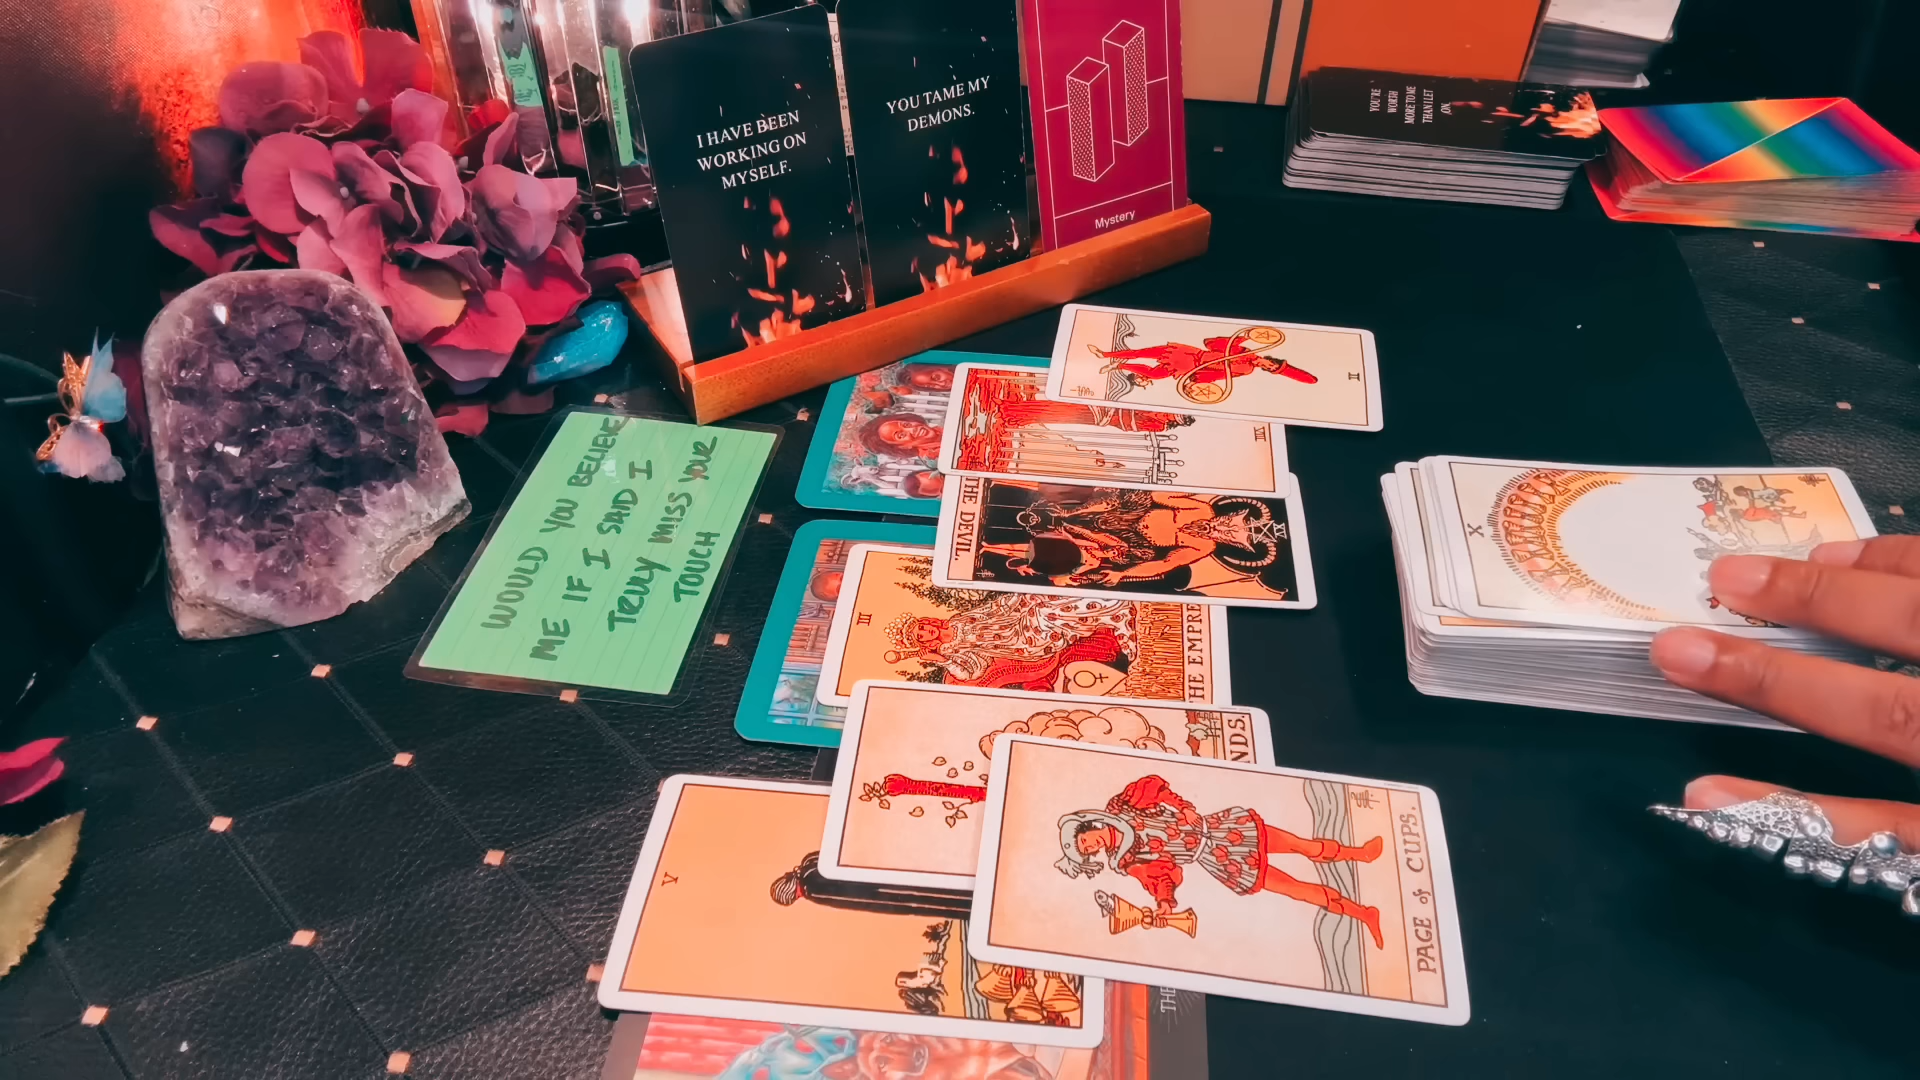 I HAVE BEEN
WORKING ON
MYSELF.
YOU TAME MY
DEMONS.
Mystery
YOU'RE
WORTH
MORE TO ME
THAN I LET
ON.
WOULD YOU BELIEVE
ME IF I SAID I
TRULY MISS YOUR
TOUCH
II
THE DEVIL.
XV
III
THE EMPRE
NDS.
V
PAGE of CUPS.
X
THE